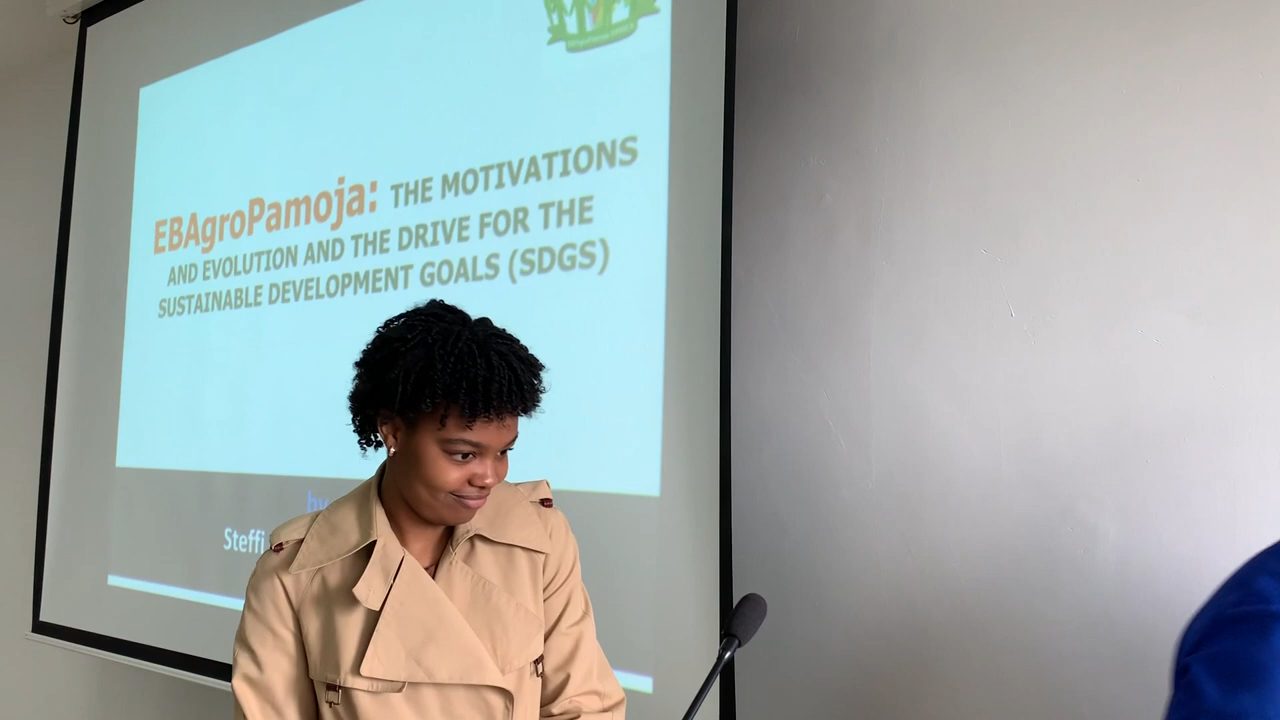 EBAgroPamoja: THE MOTIVATIONS
AND EVOLUTION AND THE DRIVE FOR THE
SUSTAINABLE DEVELOPMENT GOALS (SDGS)
by
Steffi